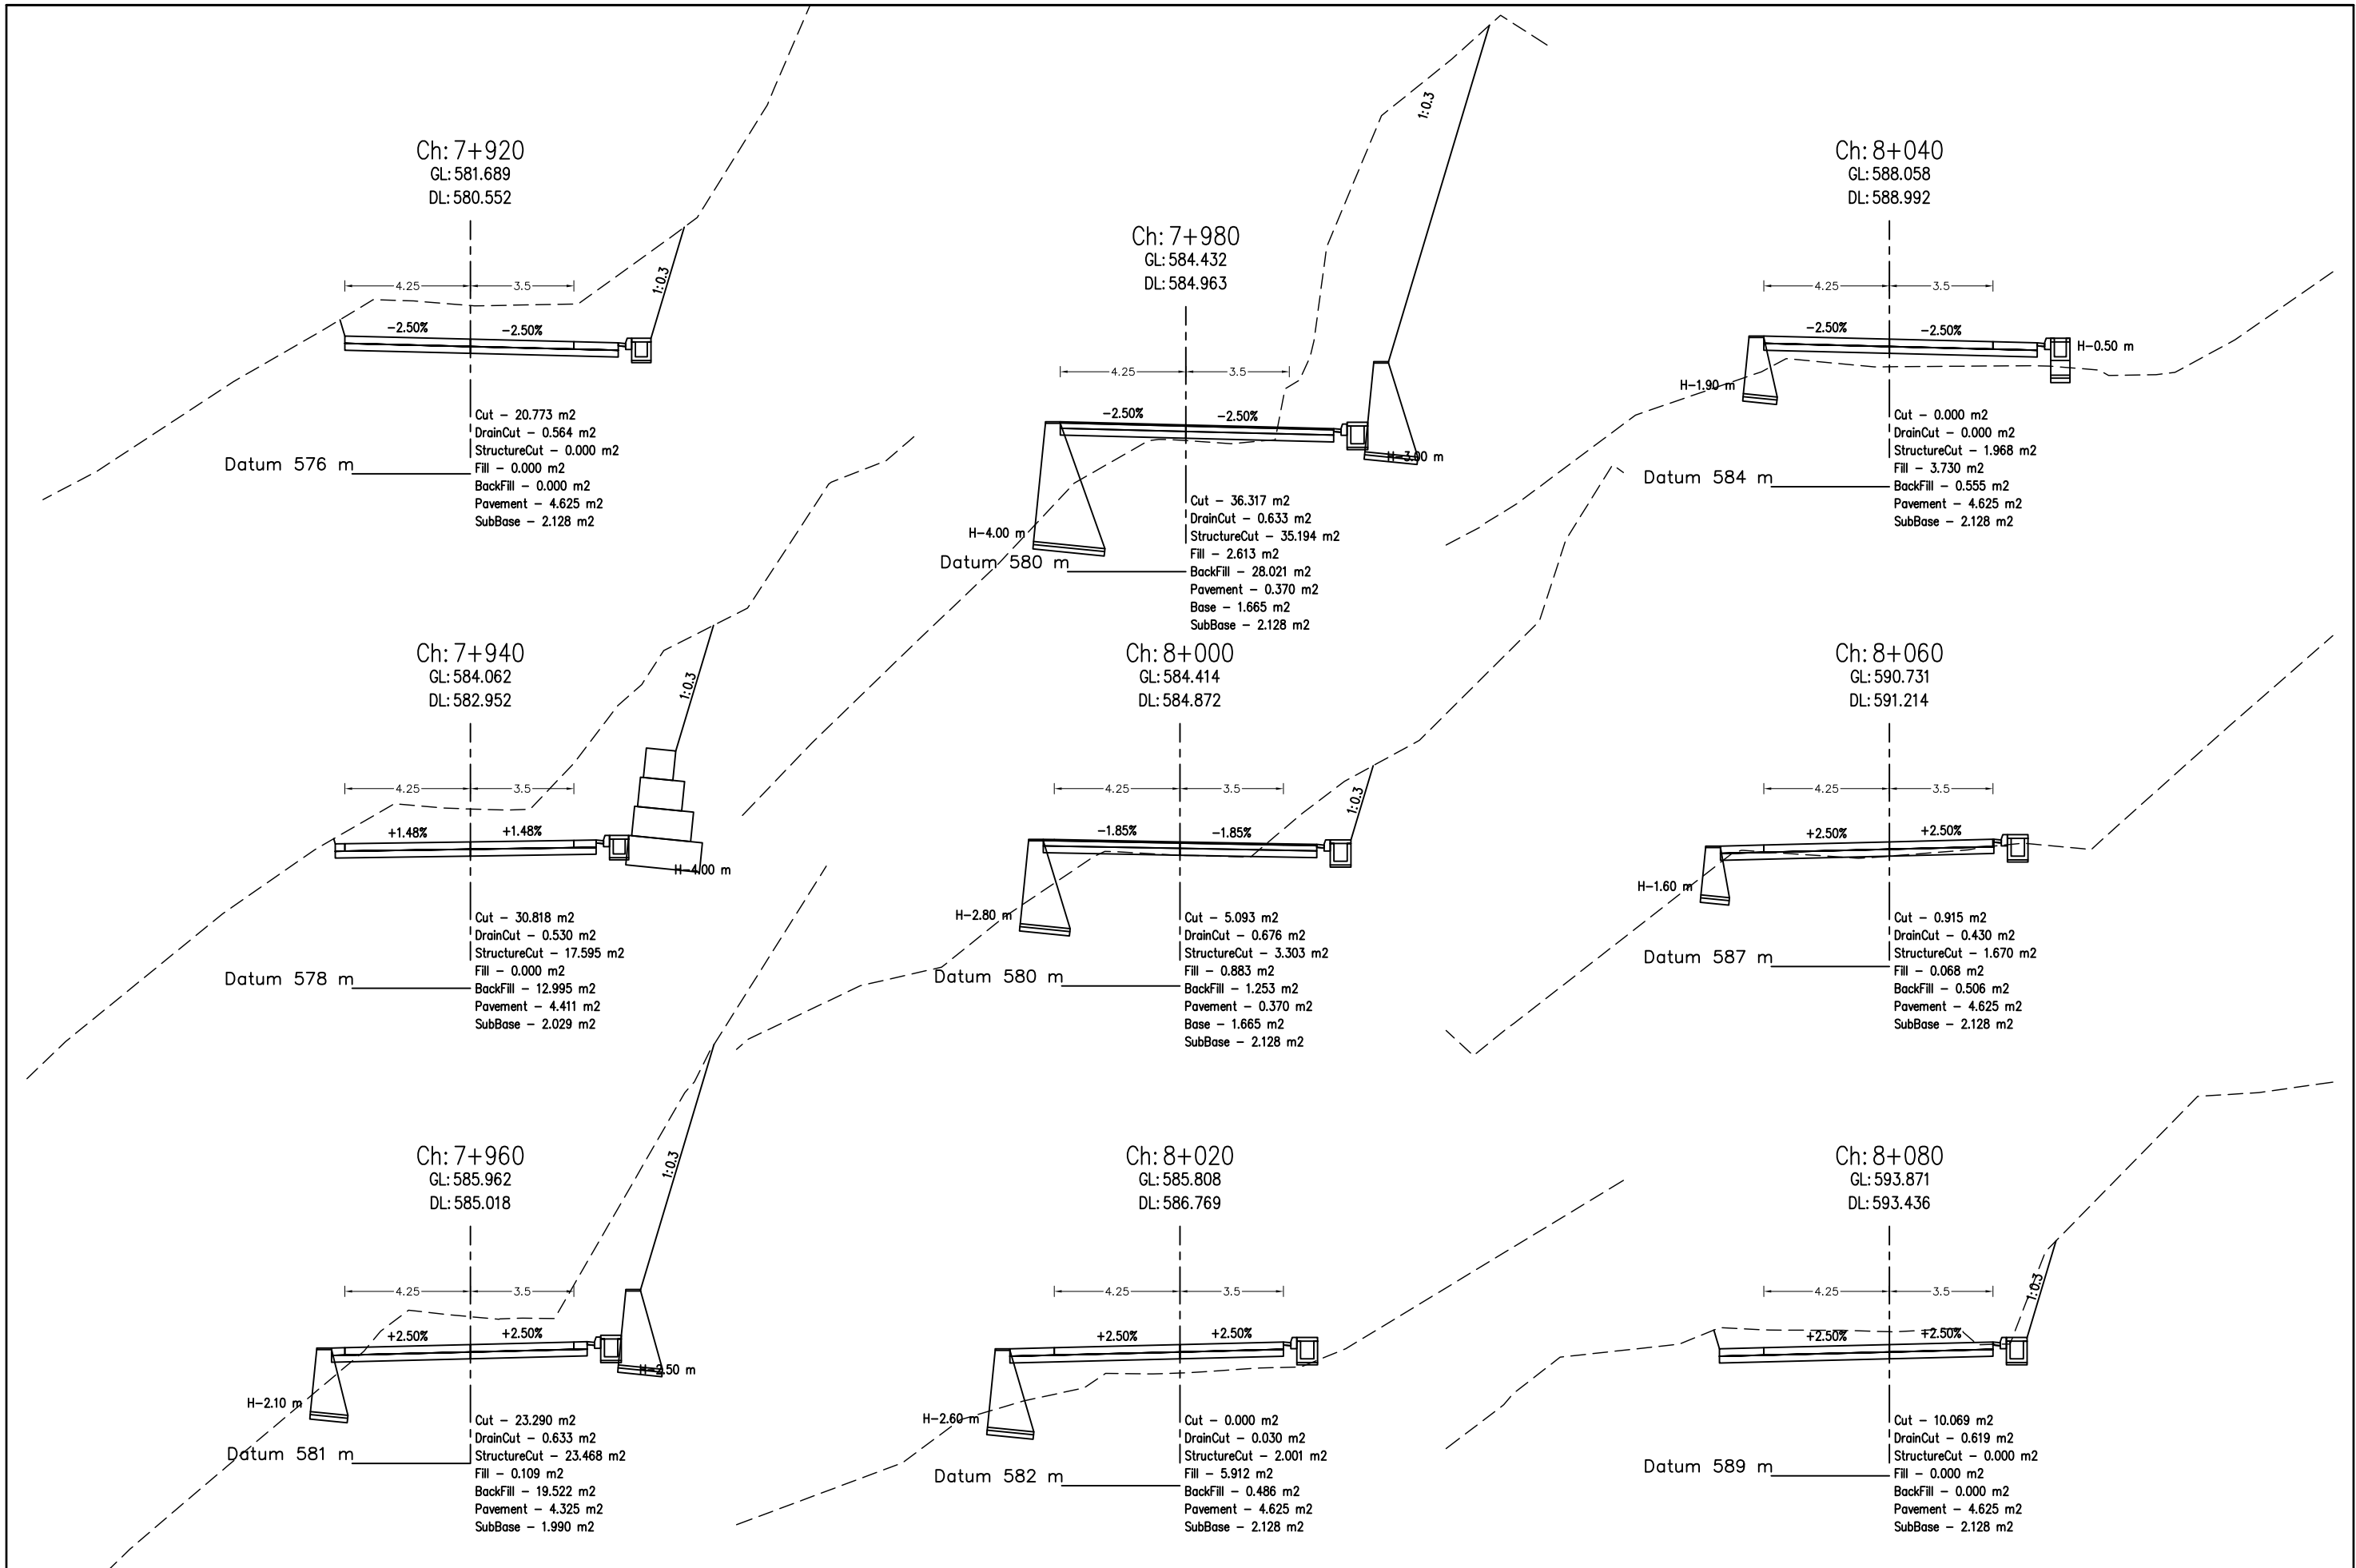 Ch: 7+920
GL: 581.689
DL: 580.552
4.25
3.5
1:0.3
-2.50%
-2.50%
Cut - 20.773 m2
DrainCut - 0.564 m2
StructureCut - 0.000 m2
Datum 576 m
Fill - 0.000 m2
BackFill - 0.000 m2
Pavement - 4.625 m2
SubBase - 2.128 m2
Ch: 7+940
GL: 584.062
DL: 582.952
1:0.3
4.25
3.5
+1.48%
+1.48%
H-4.00 m
Cut - 30.818 m2
DrainCut - 0.530 m2
StructureCut - 17.595 m2
Fill - 0.000 m2
Datum 578 m
BackFill - 12.995 m2
Pavement - 4.411 m2
SubBase - 2.029 m2
Ch: 7+960
GL: 585.962
DL: 585.018
1:0.3
4.25
3.5
+2.50%
+2.50%
H-2.50 m
H-2.10 m
Cut - 23.290 m2
DrainCut - 0.633 m2
Datum 581 m
StructureCut - 23.468 m2
Fill - 0.109 m2
BackFill - 19.522 m2
Pavement - 4.325 m2
SubBase - 1.990 m2
1:0.3
Ch: 7+980
GL: 584.432
DL: 584.963
4.25
3.5
-2.50%
-2.50%
H-3.00 m
Cut - 36.317 m2
DrainCut - 0.633 m2
H-4.00 m
StructureCut - 35.194 m2
Fill - 2.613 m2
Datum 580 m
BackFill - 28.021 m2
Pavement - 0.370 m2
Base - 1.665 m2
SubBase - 2.128 m2
Ch: 8+000
GL: 584.414
DL: 584.872
4.25
3.5
1:0.3
-1.85%
-1.85%
H-2.80 m
Cut - 5.093 m2
DrainCut - 0.676 m2
StructureCut - 3.303 m2
Fill - 0.883 m2
Datum 580 m
BackFill - 1.253 m2
Pavement - 0.370 m2
Base - 1.665 m2
SubBase - 2.128 m2
Ch: 8+020
GL: 585.808
DL: 586.769
4.25
3.5
+2.50%
+2.50%
H-2.60 m
Cut - 0.000 m2
DrainCut - 0.030 m2
StructureCut - 2.001 m2
Datum 582 m
Fill - 5.912 m2
BackFill - 0.486 m2
Pavement - 4.625 m2
SubBase - 2.128 m2
Ch: 8+040
GL: 588.058
DL: 588.992
4.25
3.5
-2.50%
-2.50%
H-0.50 m
H-1.90 m
Cut - 0.000 m2
DrainCut - 0.000 m2
StructureCut - 1.968 m2
Fill - 3.730 m2
Datum 584 m
BackFill - 0.555 m2
Pavement - 4.625 m2
SubBase - 2.128 m2
Ch: 8+060
GL: 590.731
DL: 591.214
4.25
3.5
+2.50%
+2.50%
H-1.60 m
Cut - 0.915 m2
DrainCut - 0.430 m2
StructureCut - 1.670 m2
Datum 587 m
Fill - 0.068 m2
BackFill - 0.506 m2
Pavement - 4.625 m2
SubBase - 2.128 m2
Ch: 8+080
GL: 593.871
DL: 593.436
4.25
3.5
1:0.3
+2.50%
+2.50%
Cut - 10.069 m2
DrainCut - 0.619 m2
StructureCut - 0.000 m2
Datum 589 m
Fill - 0.000 m2
BackFill - 0.000 m2
Pavement - 4.625 m2
SubBase - 2.128 m2